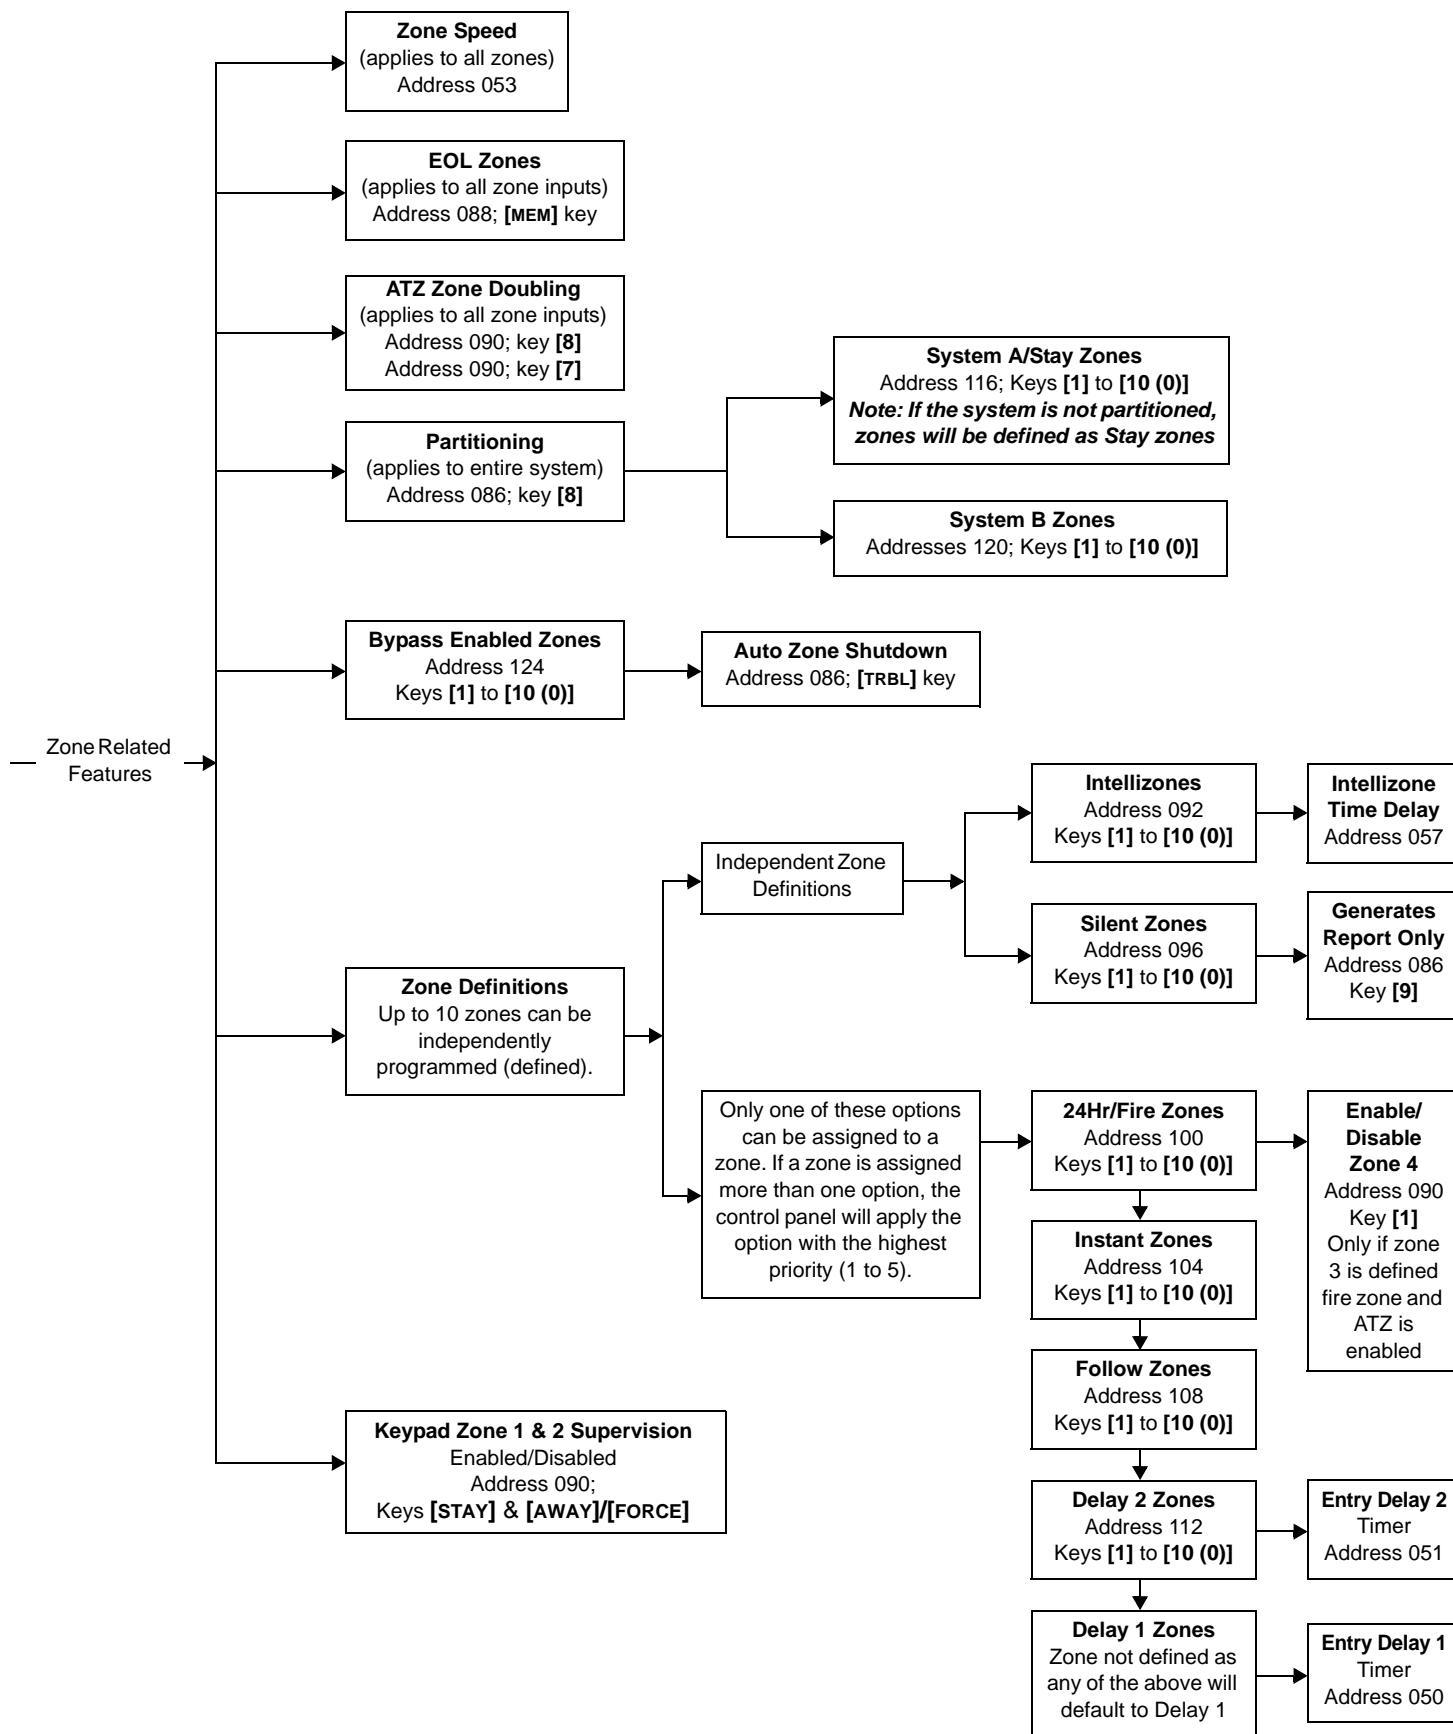 Zone Speed
(applies to all zones)
Address 053
EOL Zones
(applies to all zone inputs)
Address 088; [MEM] key
ATZ Zone Doubling
(applies to all zone inputs)
Address 090; key [8]
Address 090; key [7]
Partitioning
(applies to entire system)
Address 086; key [8]
System A/Stay Zones
Address 116; Keys [1] to [10 (0)]
Note: If the system is not partitioned,
zones will be defined as Stay zones
System B Zones
Addresses 120; Keys [1] to [10 (0)]
Bypass Enabled Zones
Address 124
Keys [1] to [10 (0)]
Auto Zone Shutdown
Address 086; [TRBL] key
Zone Related
Features
Zone Definitions
Up to 10 zones can be
independently
programmed (defined).
Independent Zone
Definitions
Intellizones
Address 092
Keys [1] to [10 (0)]
Intellizone
Time Delay
Address 057
Silent Zones
Address 096
Keys [1] to [10 (0)]
Generates
Report Only
Address 086
Key [9]
Only one of these options
can be assigned to a
zone. If a zone is assigned
more than one option, the
control panel will apply the
option with the highest
priority (1 to 5).
24Hr/Fire Zones
Address 100
Keys [1] to [10 (0)]
Enable/
Disable
Zone 4
Address 090
Key [1]
Only if zone
3 is defined
fire zone and
ATZ is
enabled
Instant Zones
Address 104
Keys [1] to [10 (0)]
Follow Zones
Address 108
Keys [1] to [10 (0)]
Keypad Zone 1 & 2 Supervision
Enabled/Disabled
Address 090;
Keys [STAY] & [AWAY]/[FORCE]
Delay 2 Zones
Address 112
Keys [1] to [10 (0)]
Entry Delay 2
Timer
Address 051
Delay 1 Zones
Zone not defined as
any of the above will
default to Delay 1
Entry Delay 1
Timer
Address 050